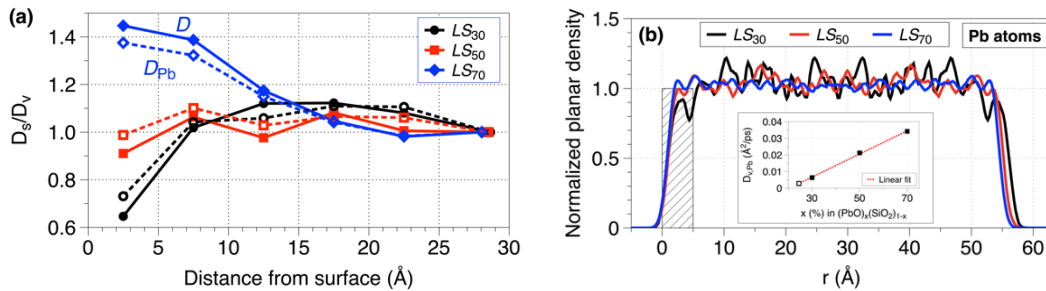 (a)
D_s/D_v
1.4
1.2
1.0
0.8
0.6
D
D_Pb
LS_30
LS_50
LS_70
0 5 10 15 20 25 30
Distance from surface (Å)
(b)
Normalized planar density
1.5
1.0
0.5
0
LS_30 LS_50 LS_70
Pb atoms
D_v,Pb (Å²/ps)
0.04
0.03
0.02
0.01
0
Linear fit
30 50 70
x (%) in (PbO)_x(SiO_2)_1-x
0 10 20 30 40 50 60
r (Å)